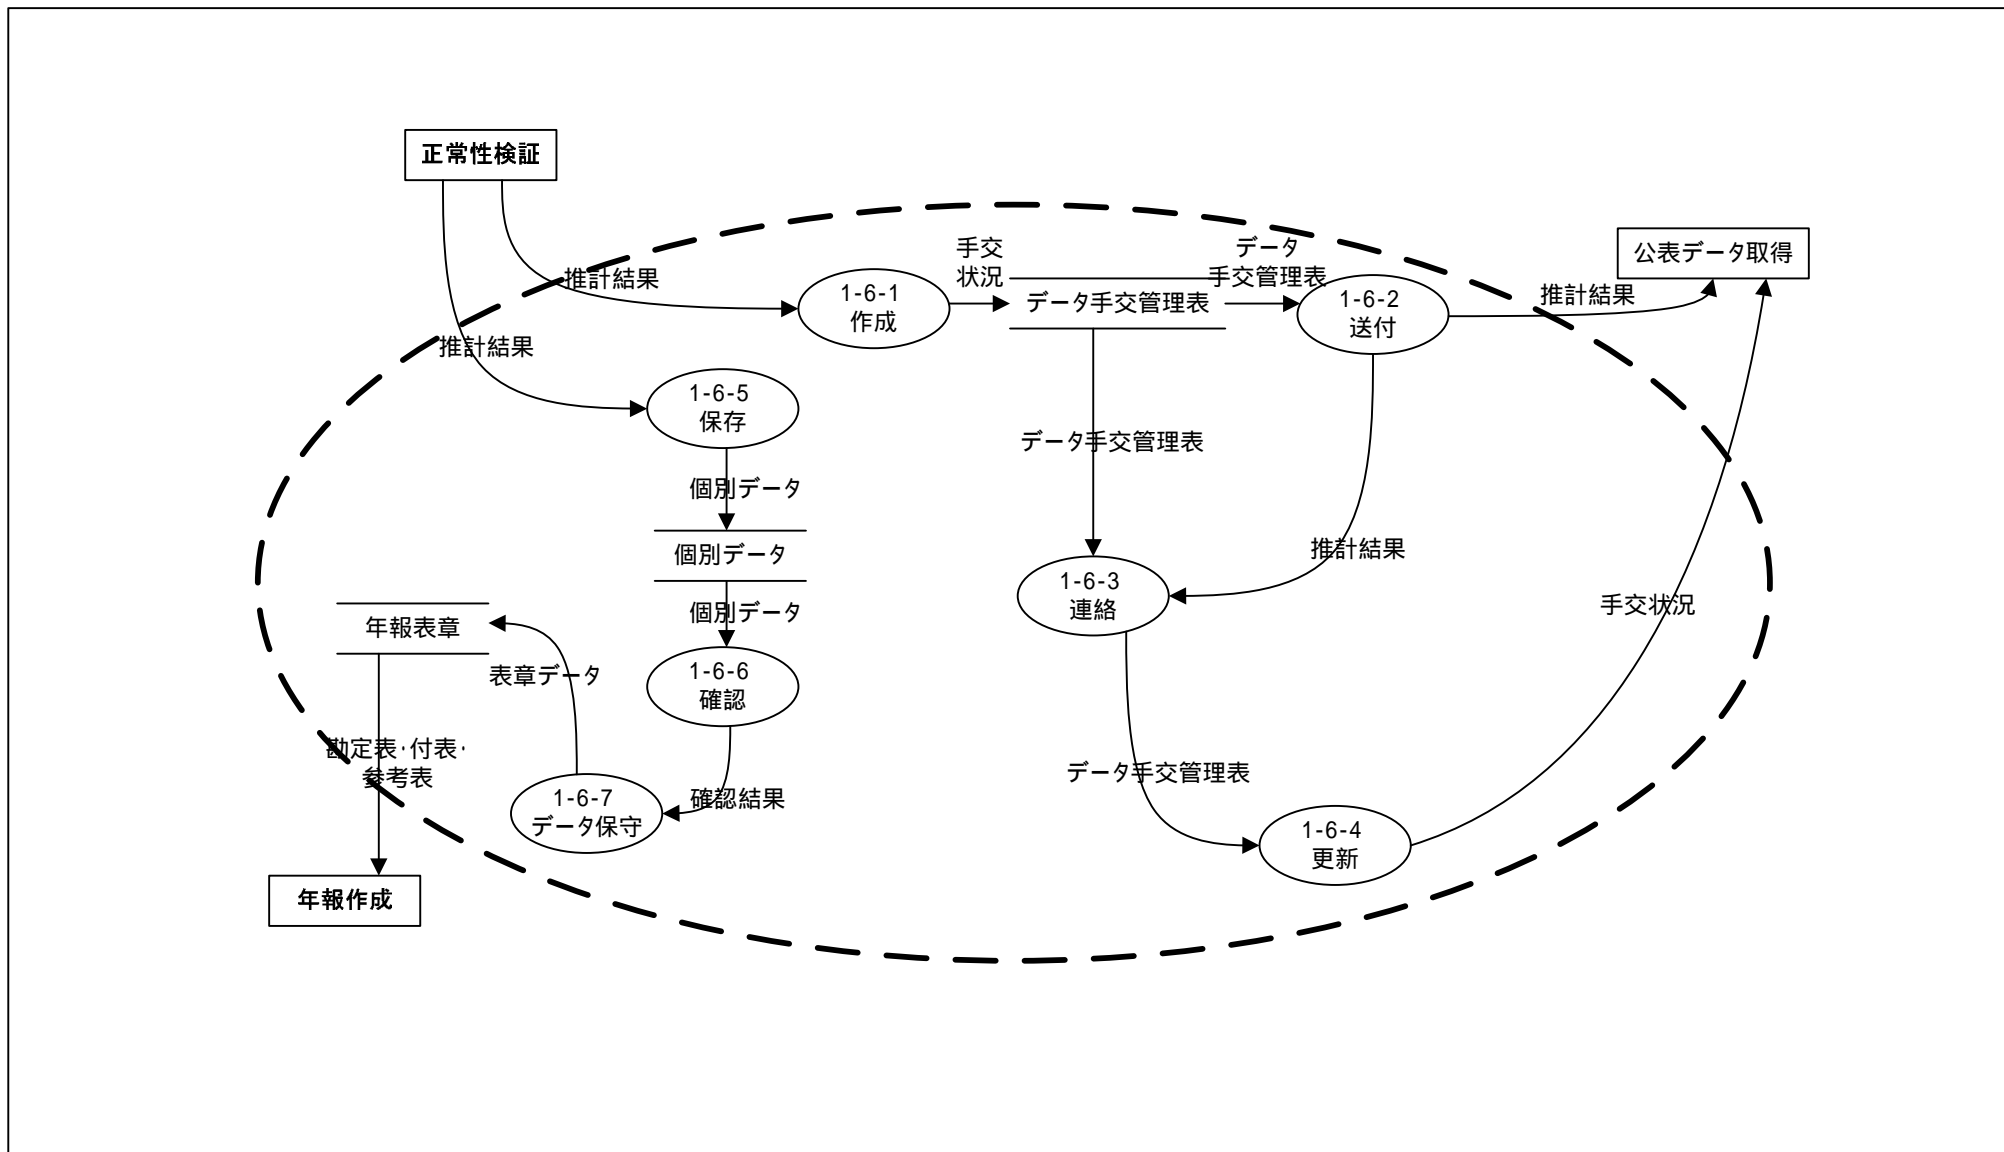 正常性検証
公表データ取得
手交
状況
データ
手交管理表
推計結果
1-6-1
作成
データ手交管理表
1-6-2
送付
推計結果
推計結果
1-6-5
保存
データ手交管理表
個別データ
個別データ
推計結果
1-6-3
連絡
個別データ
手交状況
年報表章
表章データ
1-6-6
確認
勘定表・付表・
参考表
データ手交管理表
1-6-7
データ保守
確認結果
1-6-4
更新
年報作成